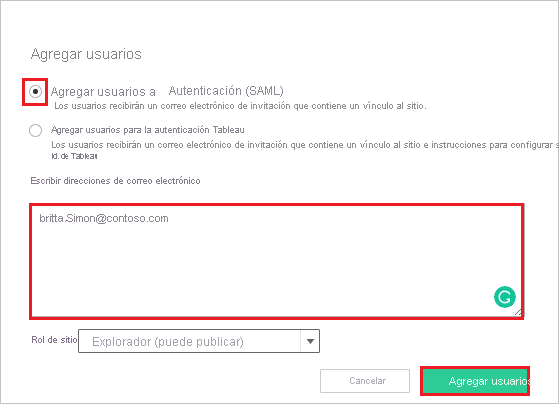 Agregar usuarios
Agregar usuarios a Autenticación (SAML)
Los usuarios recibirán un correo electrónico de invitación que contiene un vínculo al sitio.
Agregar usuarios para la autenticación Tableau
Los usuarios recibirán un correo electrónico de invitación que contiene un vínculo al sitio e instrucciones para configurar s
Id. de Tableau
Escribir direcciones de correo electrónico
britta.Simon@contoso.com
Rol de sitio Explorador (puede publicar)
Cancelar Agregar usuarios